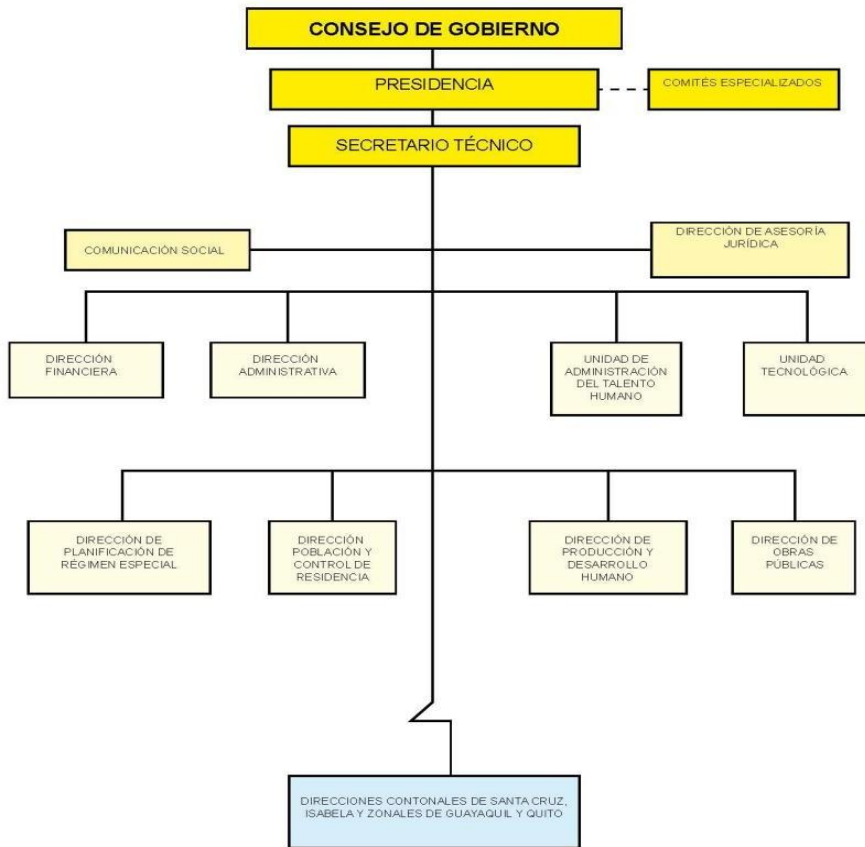 CONSEJO DE GOBIERNO
PRESIDENCIA
COMITÉS ESPECIALIZADOS
SECRETARIO TÉCNICO
COMUNICACIÓN SOCIAL
DIRECCIÓN DE ASESORÍA
JURÍDICA
DIRECCIÓN
FINANCIERA
DIRECCIÓN
ADMINISTRATIVA
UNIDAD DE
ADMINISTRACIÓN
DEL TALENTO
HUMANO
UNIDAD
TECNOLÓGICA
DIRECCIÓN DE
PLANIFICACIÓN DE
RÉGIMEN ESPECIAL
DIRECCIÓN
POBLACIÓN Y
CONTROL DE
RESIDENCIA
DIRECCIÓN DE
PRODUCCIÓN Y
DESARROLLO
HUMANO
DIRECCIÓN DE
OBRAS
PÚBLICAS
DIRECCIONES CONTONALES DE SANTA CRUZ,
ISABELA Y ZONALES DE GUAYAQUIL Y QUITO